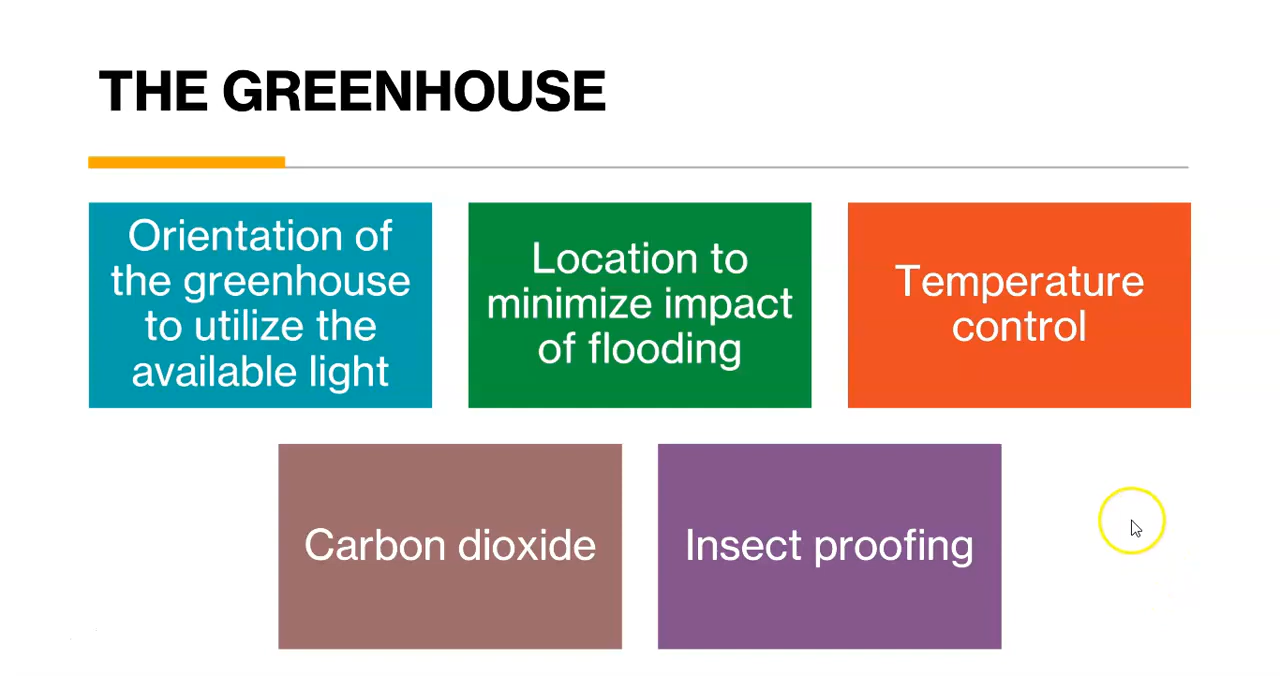 THE GREENHOUSE
Orientation of
the greenhouse
to utilize the
available light
Location to
minimize impact
of flooding
Temperature
control
Carbon dioxide
Insect proofing